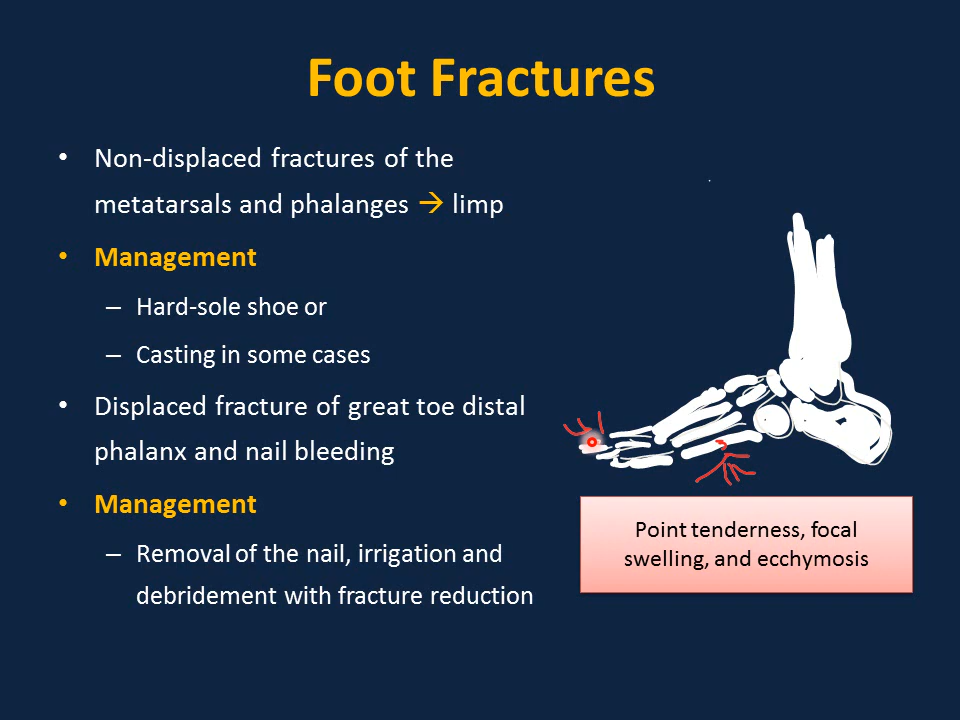 Foot Fractures
• Non-displaced fractures of the
metatarsals and phalanges → limp
• Management
– Hard-sole shoe or
– Casting in some cases
• Displaced fracture of great toe distal
phalanx and nail bleeding
• Management
– Removal of the nail, irrigation and
debridement with fracture reduction
Point tenderness, focal
swelling, and ecchymosis